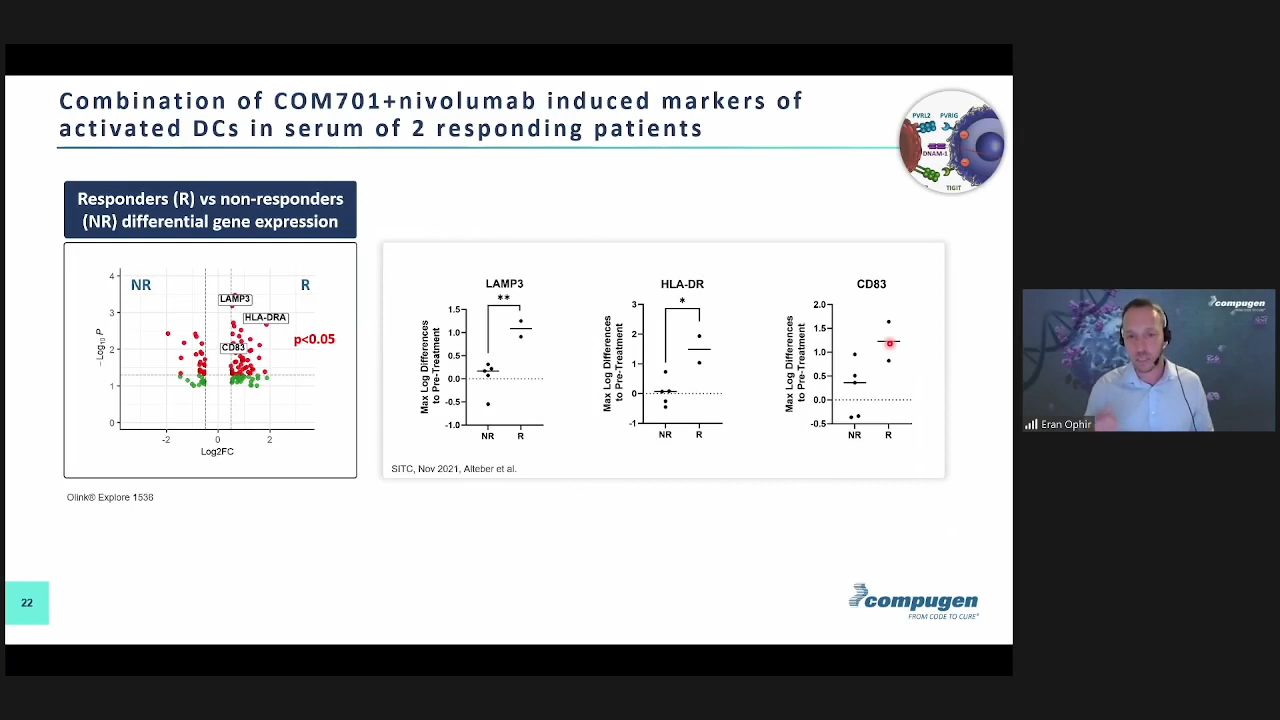 Combination of COM701+nivolumab induced markers of
activated DCs in serum of 2 responding patients
PVRL2
PVRIG
DNAM-1
TIGIT
Responders (R) vs non-responders
(NR) differential gene expression
NR
R
LAMP3
HLA-DRA
CD83
p<0.05
-Log10 P
4
3
2
1
0
-2
0
2
Log2FC
Olink® Explore 1536
LAMP3
**
Max Log Differences
to Pre-Treatment
1.5
1.0
0.5
0.0
-0.5
-1.0
NR
R
HLA-DR
*
Max Log Differences
to Pre-Treatment
3
2
1
0
-1
NR
R
CD83
Max Log Differences
to Pre-Treatment
2.0
1.5
1.0
0.5
0.0
-0.5
NR
R
SITC, Nov 2021, Alteber et al.
22
compugen
FROM CODE TO CURE®
compugen
FROM CODE TO CURE
Eran Ophir